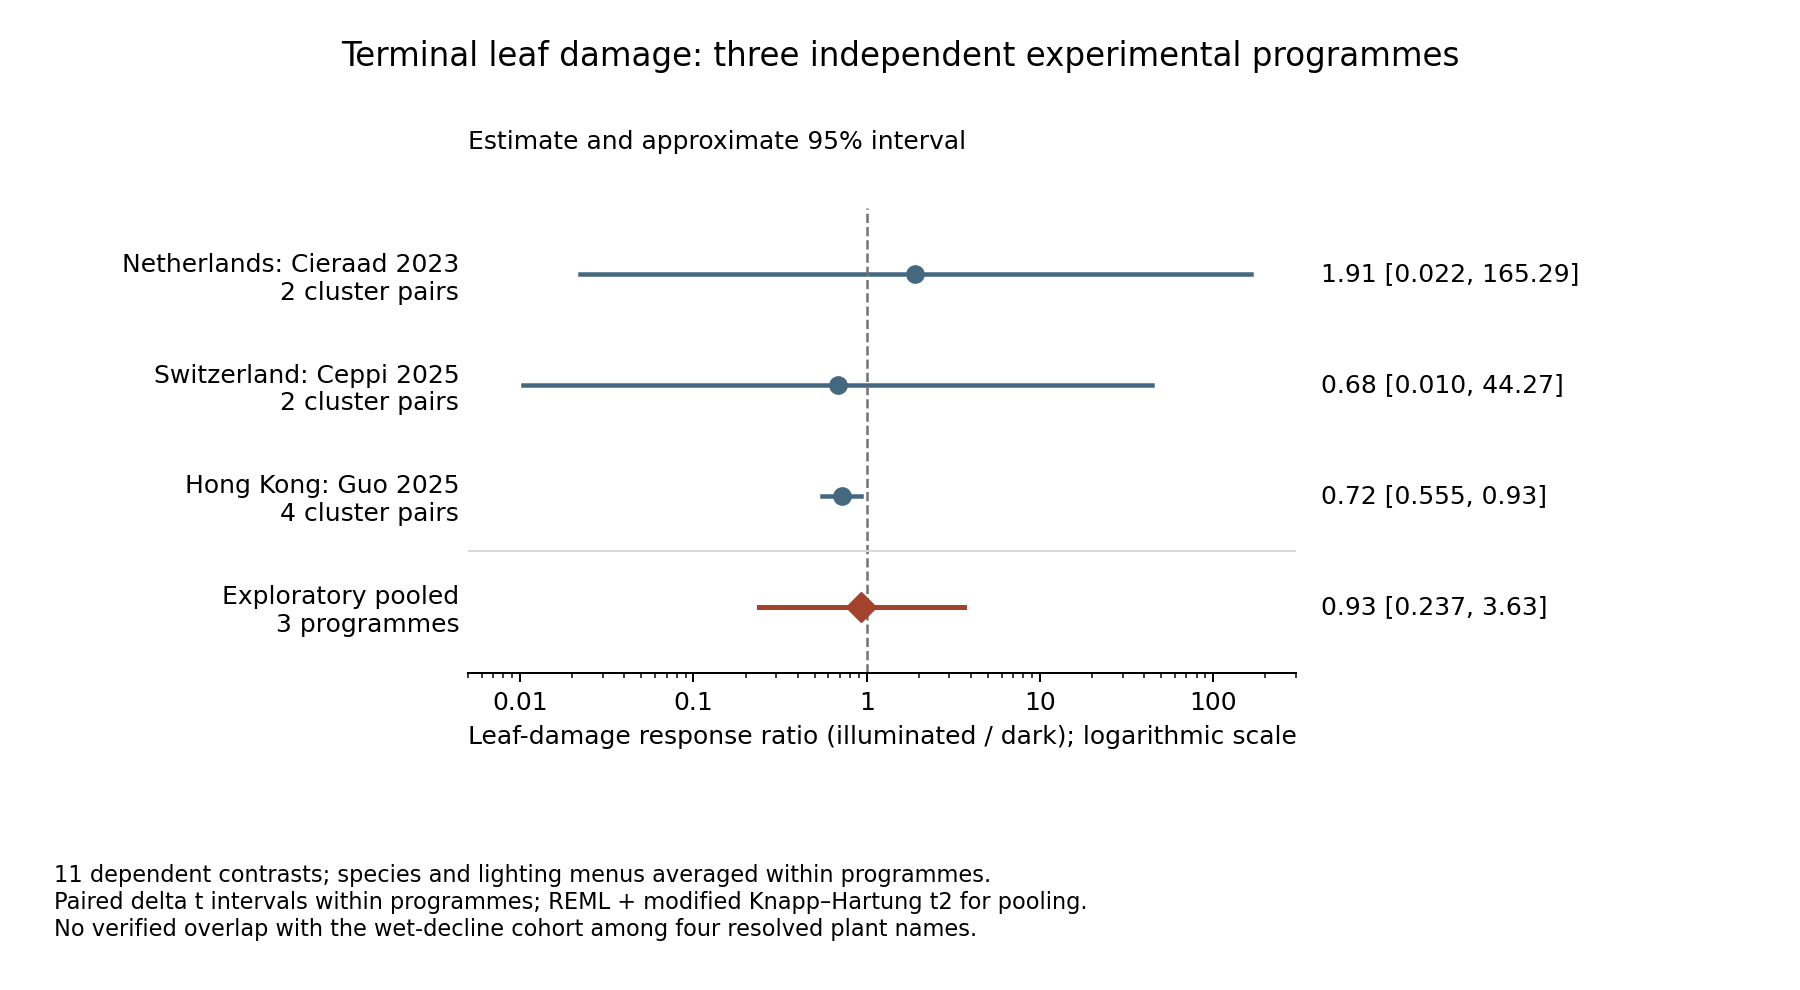 Terminal leaf damage: three independent experimental programmes
Estimate and approximate 95% interval
Netherlands: Cieraad 2023
2 cluster pairs
1.91 [0.022, 165.29]
Switzerland: Ceppi 2025
2 cluster pairs
0.68 [0.010, 44.27]
Hong Kong: Guo 2025
4 cluster pairs
0.72 [0.555, 0.93]
Exploratory pooled
3 programmes
0.93 [0.237, 3.63]
0.01 0.1 1 10 100
Leaf-damage response ratio (illuminated / dark); logarithmic scale
11 dependent contrasts; species and lighting menus averaged within programmes.
Paired delta t intervals within programmes; REML + modified Knapp–Hartung t2 for pooling.
No verified overlap with the wet-decline cohort among four resolved plant names.